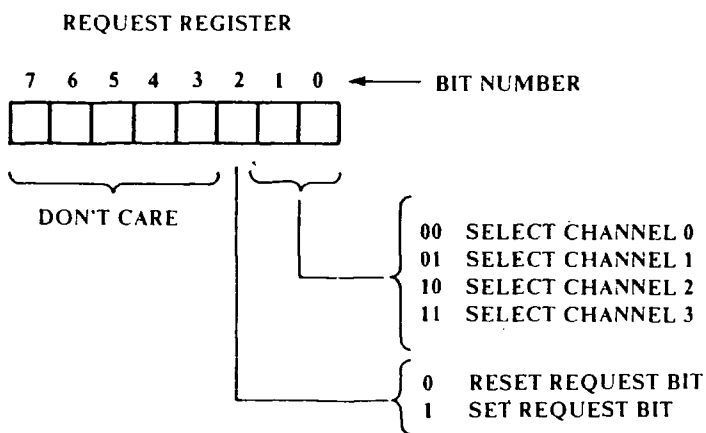 REQUEST REGISTER
7 6 5 4 3 2 1 0 BIT NUMBER
DON'T CARE
00 SELECT CHANNEL 0
01 SELECT CHANNEL 1
10 SELECT CHANNEL 2
11 SELECT CHANNEL 3
0 RESET REQUEST BIT
1 SET REQUEST BIT